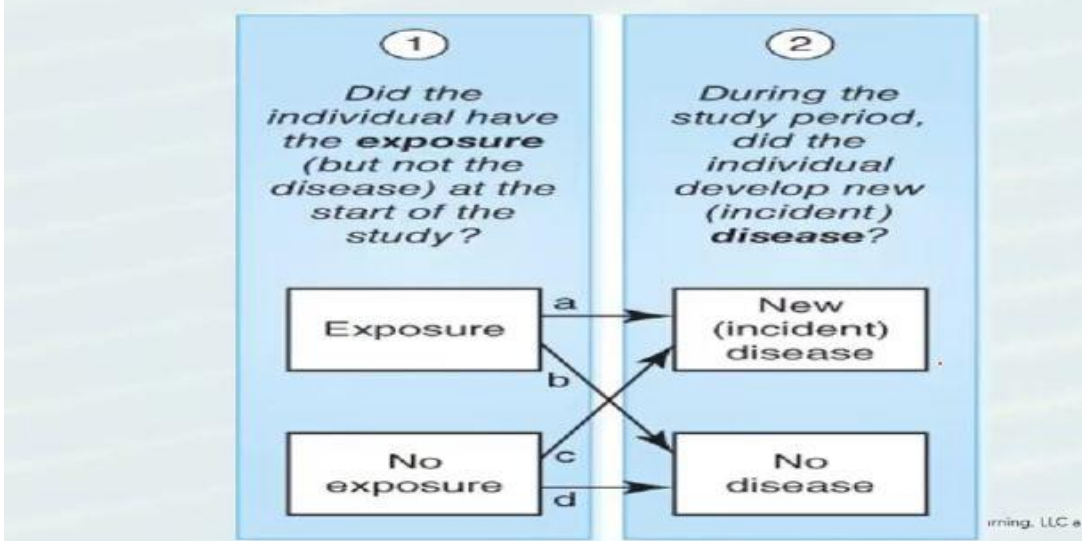 1
Did the
individual have
the exposure
(but not the
disease) at the
start of the
study?
2
During the
study period,
did the
individual
develop new
(incident)
disease?
Exposure
a
b
No
exposure
c
d
New
(incident)
disease
No
disease
rning, LLC a